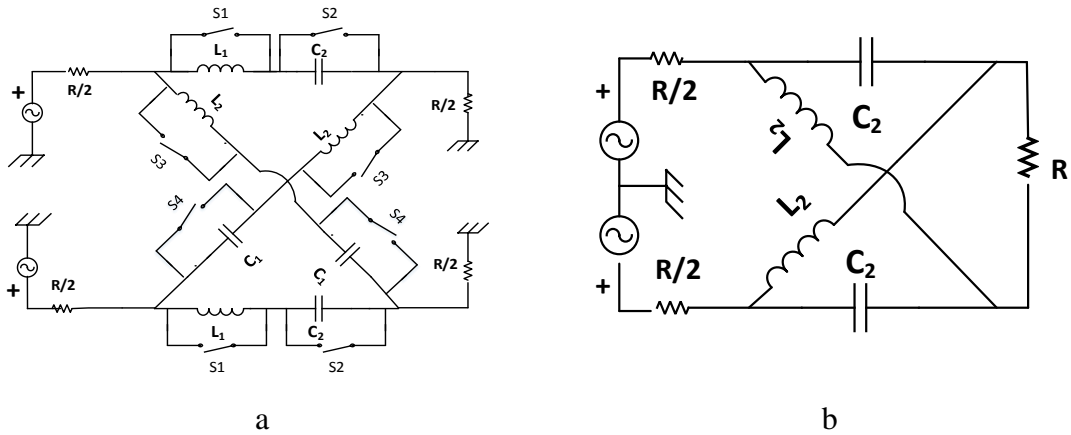 S1
S2
L₁
C₂
+
R/2
R/2
L₂
L₂
S3
S3
S4
S4
C₁
C₁
R/2
R/2
+
L₁
C₂
S1
S2
a
+
R/2
C₂
L₂
R
L₂
R/2
C₂
+
b